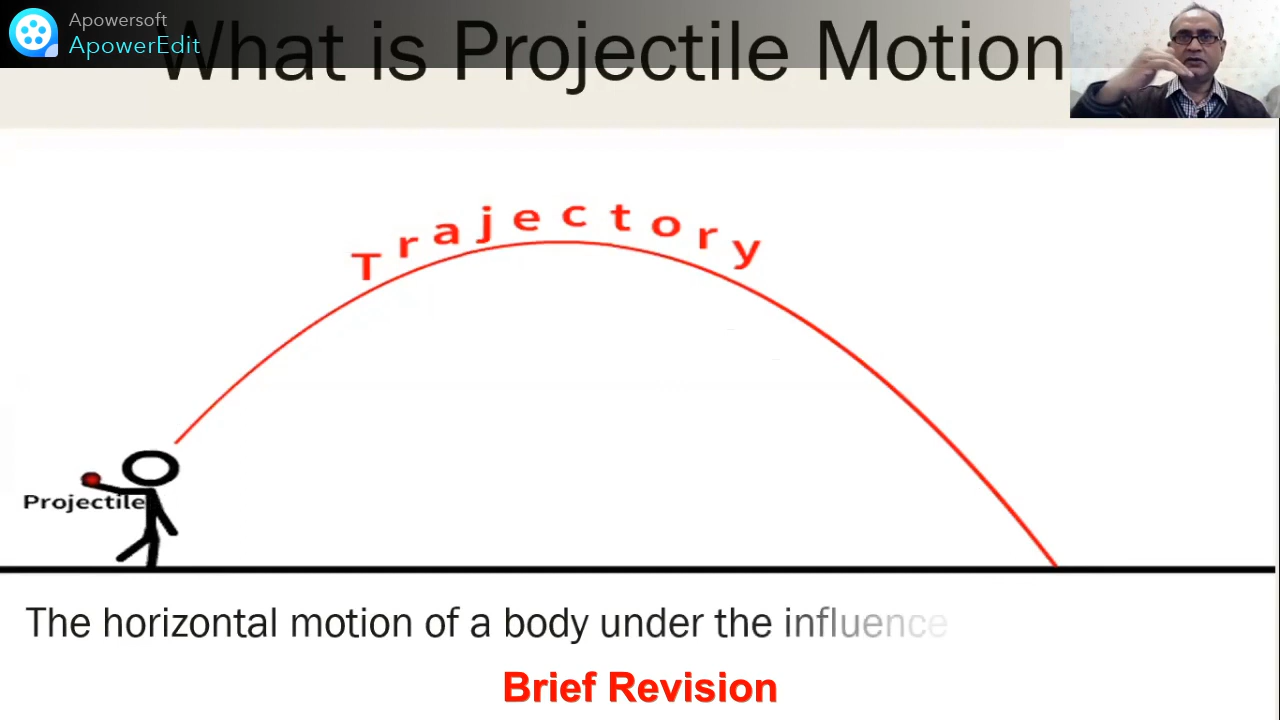 Apowersoft
ApowerEdit
What is Projectile Motion
Trajectory
Projectile
The horizontal motion of a body under the influence
Brief Revision